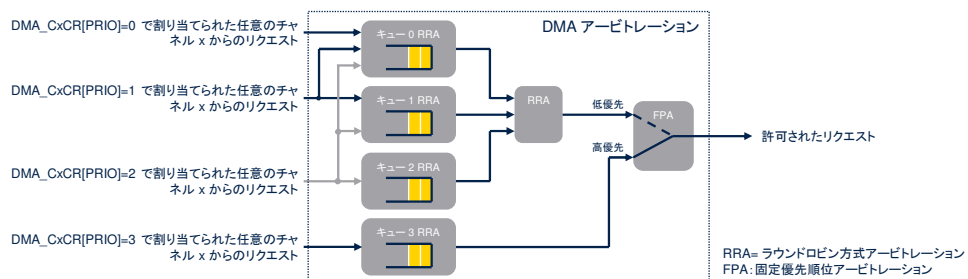 DMA_CxCR[PRIO]=0 で割り当てられた任意のチャ
ネル x からのリクエスト
DMA アービトレーション
キュー 0 RRA
DMA_CxCR[PRIO]=1 で割り当てられた任意のチャ
ネル x からのリクエスト
キュー 1 RRA
RRA
低優先
FPA
許可されたリクエスト
高優先
キュー 2 RRA
DMA_CxCR[PRIO]=2 で割り当てられた任意のチャ
ネル x からのリクエスト
キュー 3 RRA
DMA_CxCR[PRIO]=3 で割り当てられた任意のチャ
ネル x からのリクエスト
RRA= ラウンドロビン方式アービトレーション
FPA: 固定優先順位アービトレーション